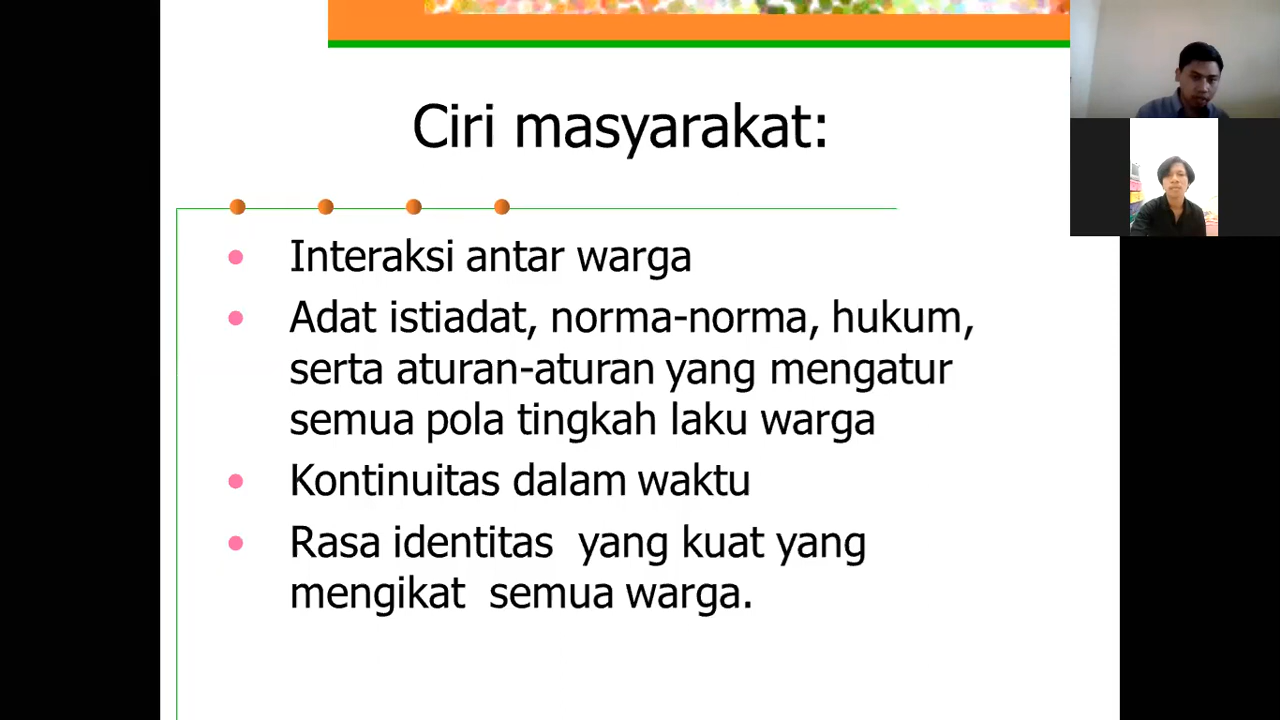 Ciri masyarakat:
Interaksi antar warga
Adat istiadat, norma-norma, hukum,
serta aturan-aturan yang mengatur
semua pola tingkah laku warga
Kontinuitas dalam waktu
Rasa identitas  yang kuat yang
mengikat  semua warga.